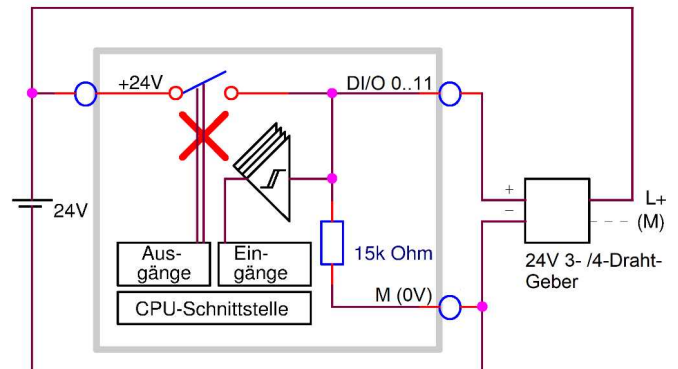 +24V
DI/O 0..11
24V
+
−
L+
(M)
Aus-
gänge
Ein-
gänge
15k Ohm
24V 3- /4-Draht-
Geber
M (0V)
CPU-Schnittstelle